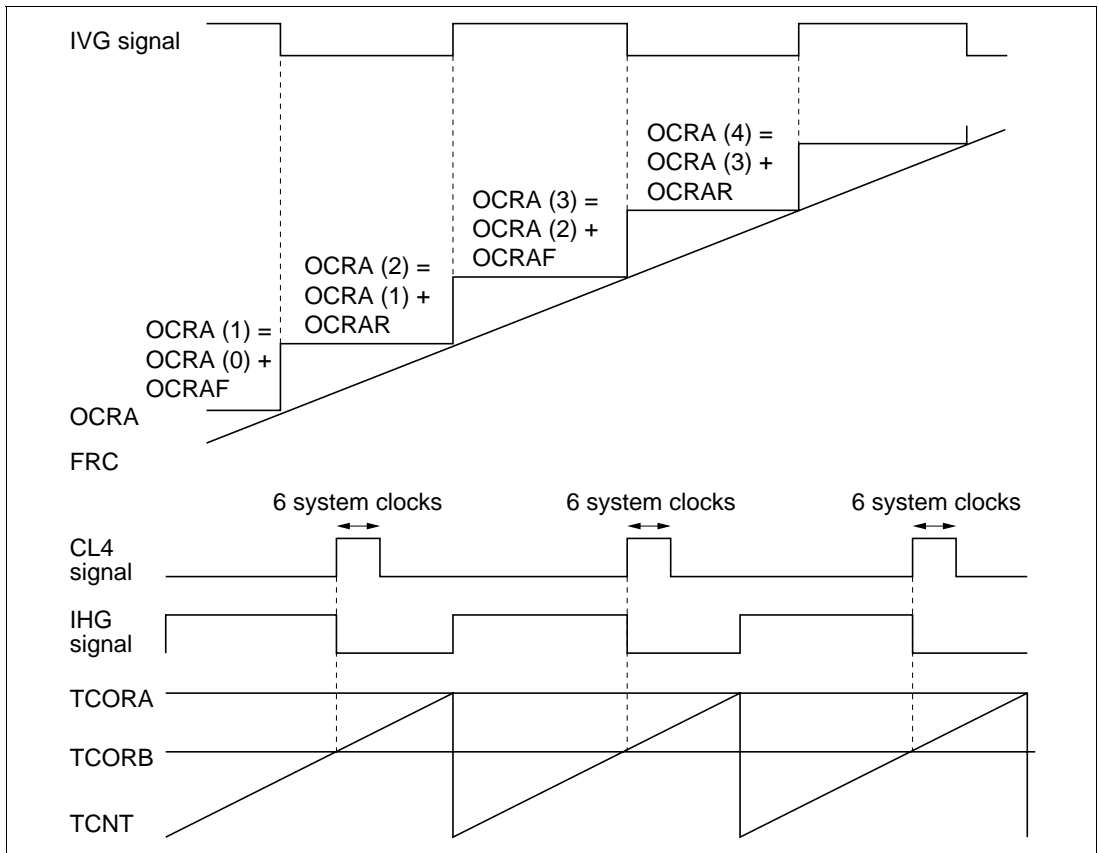 IVG signal
OCRA (4) =
OCRA (3) +
OCRAR
OCRA (3) =
OCRA (2) +
OCRAF
OCRA (2) =
OCRA (1) +
OCRAR
OCRA (1) =
OCRA (0) +
OCRAF
OCRA
FRC
6 system clocks 6 system clocks 6 system clocks
CL4
signal
IHG
signal
TCORA
TCORB
TCNT